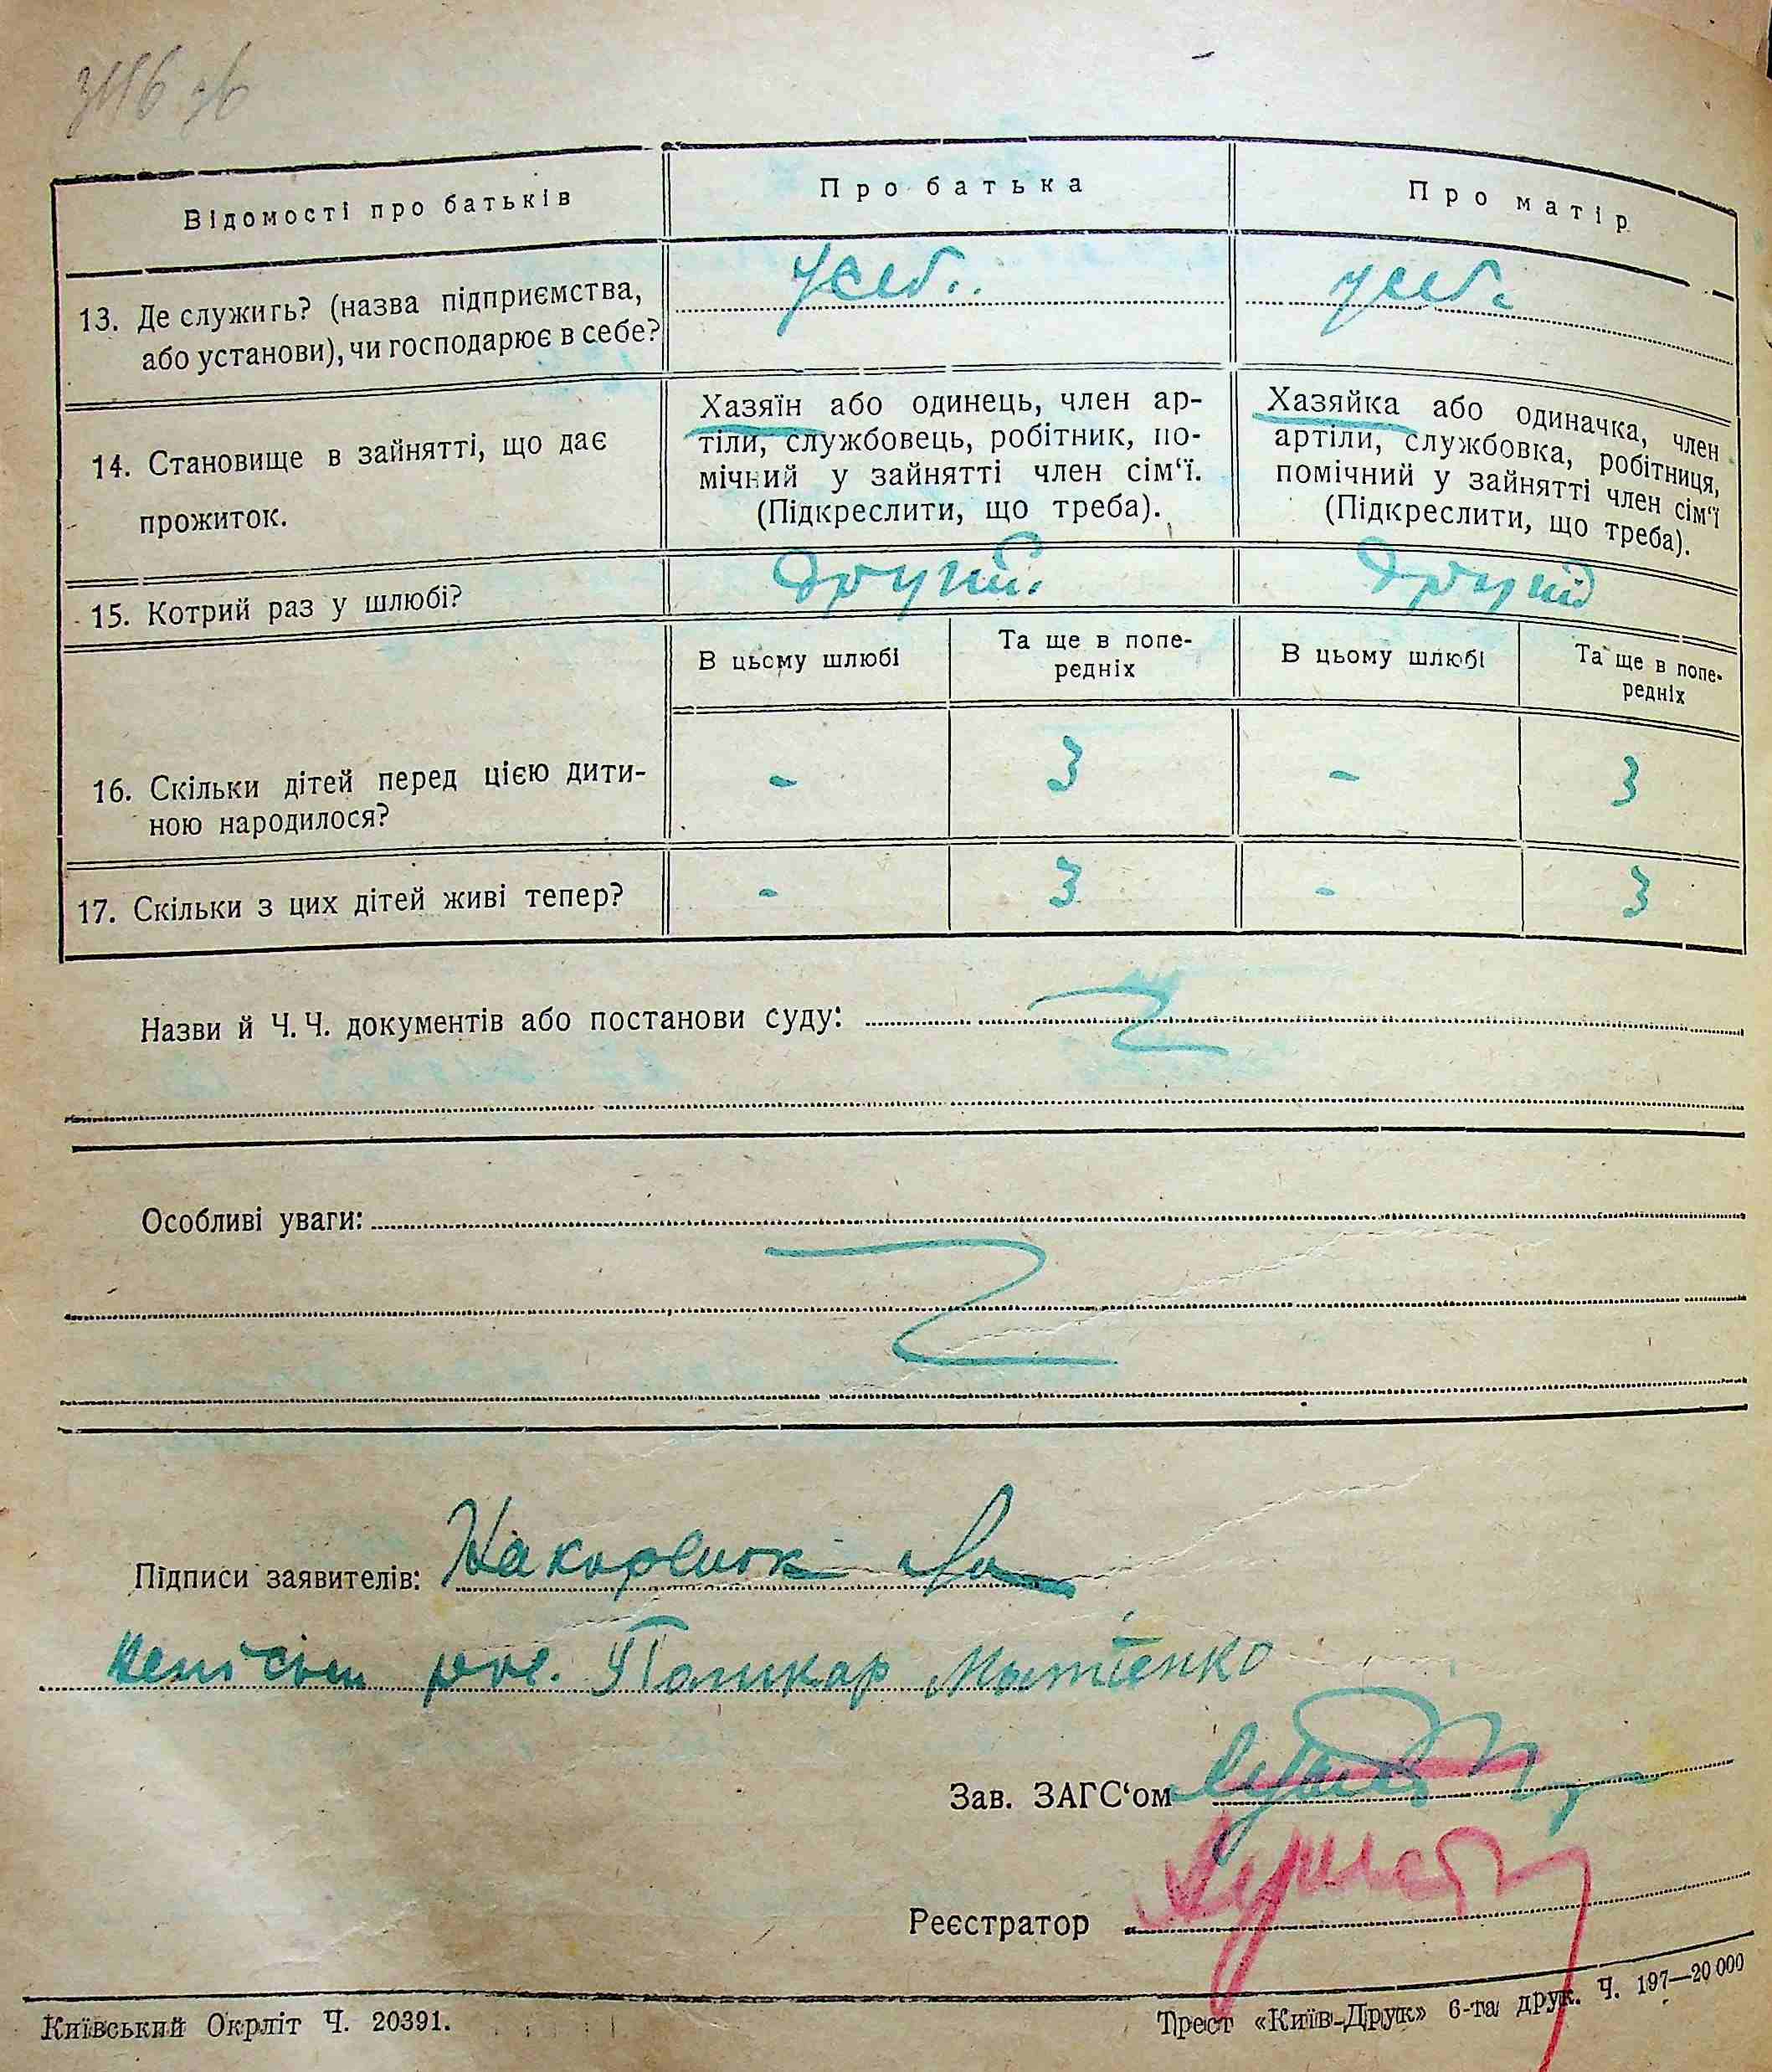 Відомості про батьків
Про батька
Про матір
13. Де служить? (назва підприємства,
або установи), чи господарює в себе?
у себ.
у себ.
14. Становище в зайнятті, що дає
прожиток.
Хазяїн або одинець, член ар-
тіли, службовець, робітник, по-
мічний у зайнятті член сім‘ї.
(Підкреслити, що треба).
Хазяйка або одиначка, член
артіли, службовка, робітниця,
помічний у зайнятті член сім‘ї
(Підкреслити, що треба).
15. Котрий раз у шлюбі?
другий
другий
В цьому шлюбі
Та ще в попе-
редніх
В цьому шлюбі
Та ще в попе-
редніх
16. Скільки дітей перед цією дити-
ною народилося?
- 3 - 3
17. Скільки з цих дітей живі тепер?
- 3 - 3
Назви й Ч. Ч. документів або постанови суду:
Особливі уваги:
Підписи заявителів:
Зав. ЗАГС‘ом
Реєстратор
Київський Окрліт Ч. 20391.
Трест «Київ-Друк» 6-та друк. Ч. 197—20 000